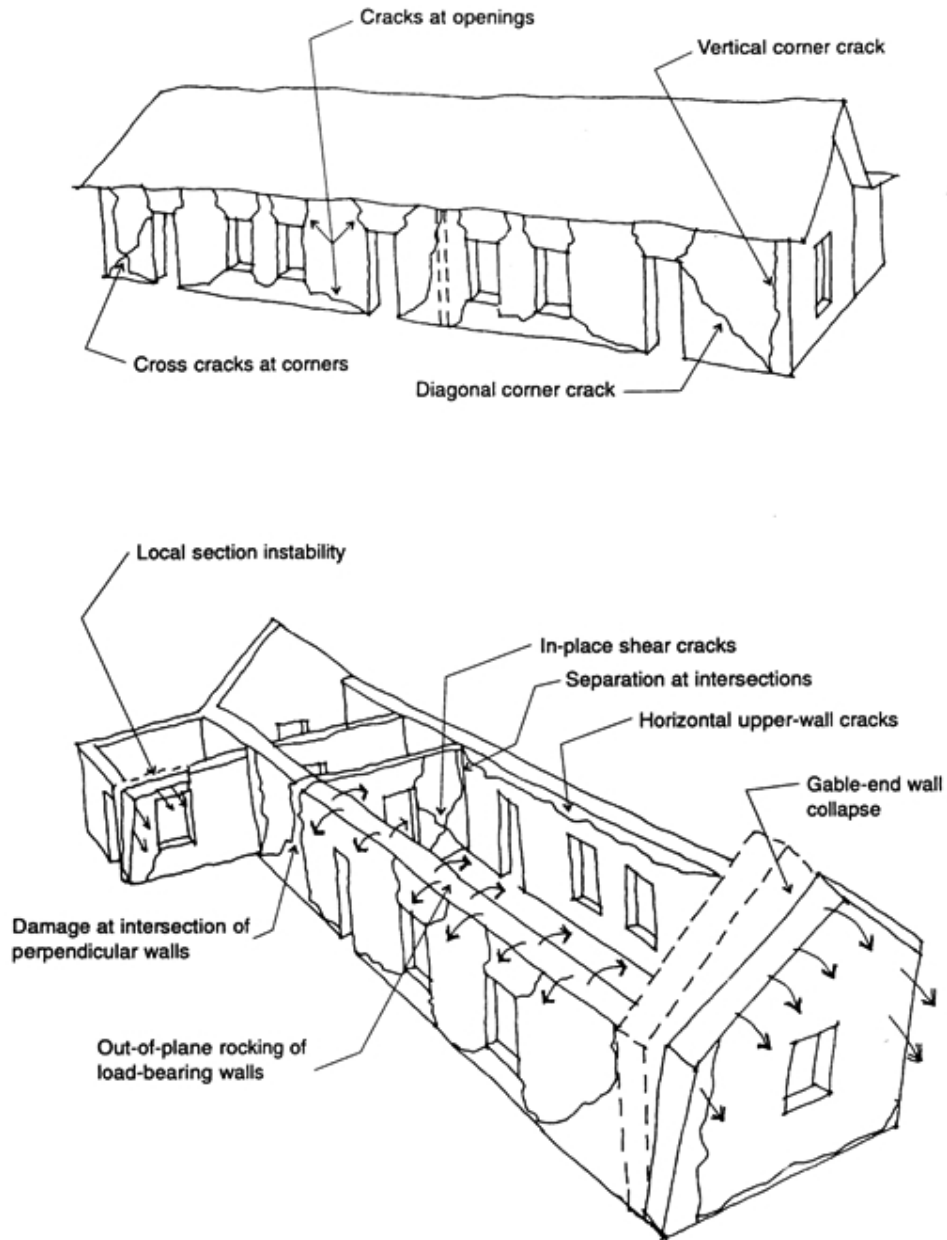 Cracks at openings
Vertical corner crack
Cross cracks at corners
Diagonal corner crack
Local section instability
In-place shear cracks
Separation at intersections
Horizontal upper-wall cracks
Gable-end wall
collapse
Damage at intersection of
perpendicular walls
Out-of-plane rocking of
load-bearing walls